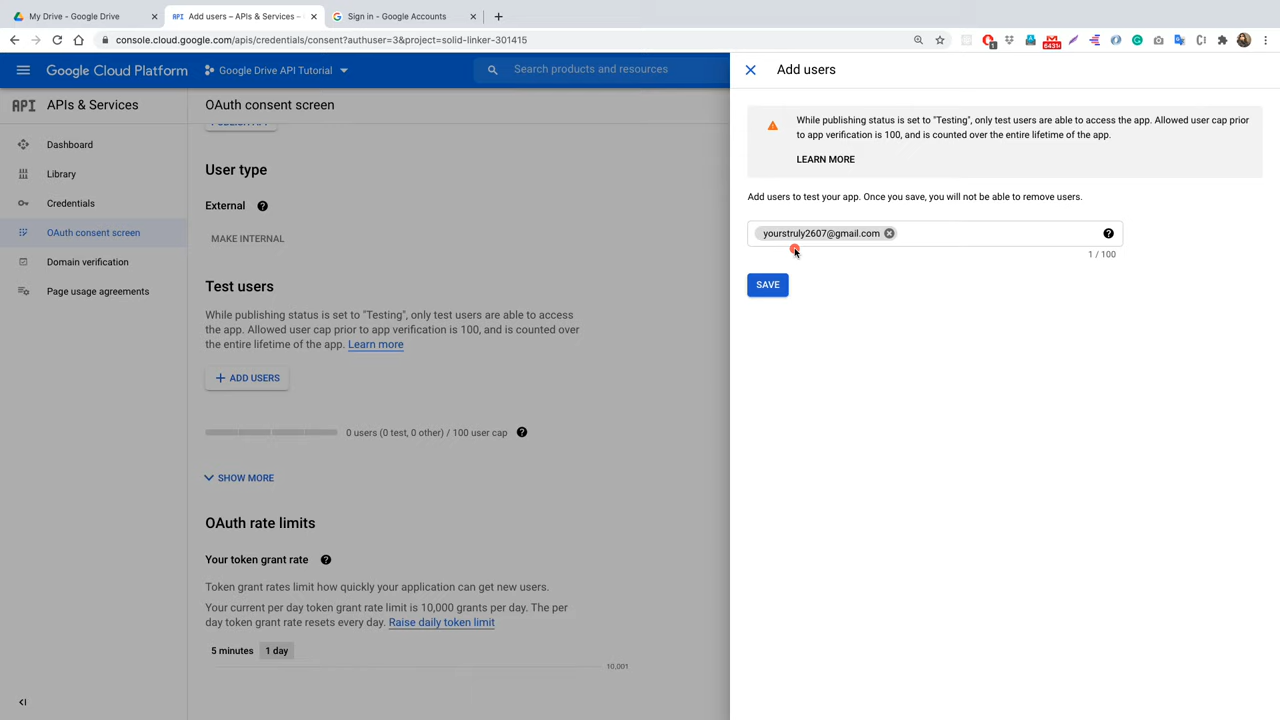 My Drive - Google Drive
Add users – APIs & Services –
Sign in - Google Accounts
console.cloud.google.com/apis/credentials/consent?authuser=3&project=solid-linker-301415
Google Cloud Platform
Google Drive API Tutorial
Search products and resources
API APIs & Services
Dashboard
Library
Credentials
OAuth consent screen
Domain verification
Page usage agreements
OAuth consent screen
User type
External
MAKE INTERNAL
Test users
While publishing status is set to "Testing", only test users are able to access
the app. Allowed user cap prior to app verification is 100, and is counted over
the entire lifetime of the app. Learn more
ADD USERS
0 users (0 test, 0 other) / 100 user cap
SHOW MORE
OAuth rate limits
Your token grant rate
Token grant rates limit how quickly your application can get new users.
Your current per day token grant rate limit is 10,000 grants per day. The per
day token grant rate resets every day. Raise daily token limit
5 minutes 1 day
10,001
Add users
While publishing status is set to "Testing", only test users are able to access the app. Allowed user cap prior
to app verification is 100, and is counted over the entire lifetime of the app.
LEARN MORE
Add users to test your app. Once you save, you will not be able to remove users.
yourstruly2607@gmail.com
1 / 100
SAVE